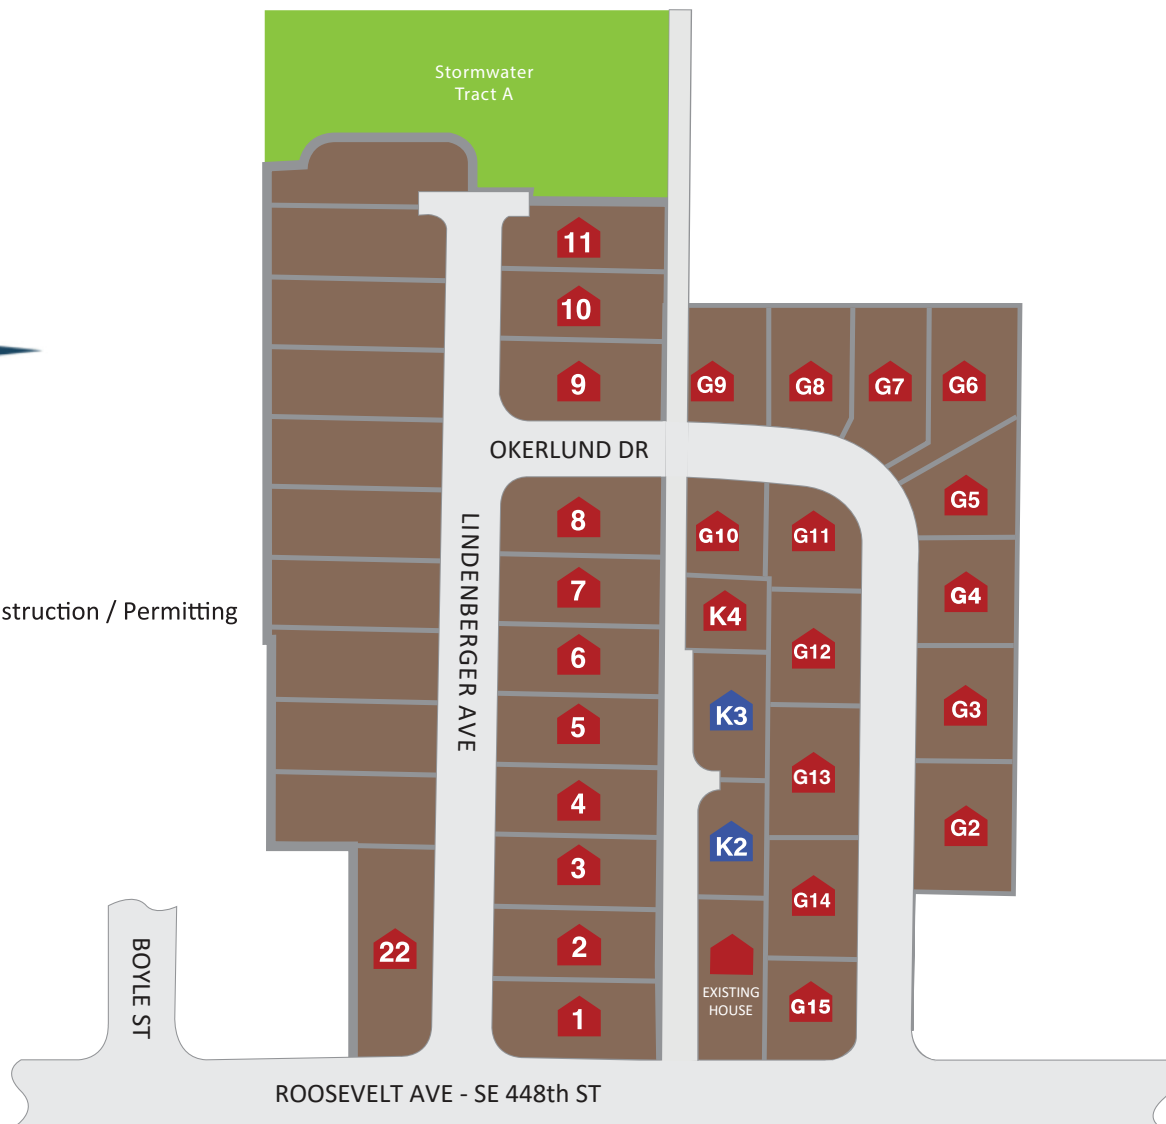 Stormwater
Tract A
11
10
9
G9
G8
G7
G6
OKERLUND DR
G5
8
G10
G11
7
G4
K4
struction / Permitting
LINDENBERGER AVE
6
G12
5
K3
G3
4
G13
3
K2
G2
2
22
G14
BOYLE ST
EXISTING
HOUSE
1
G15
ROOSEVELT AVE - SE 448th ST